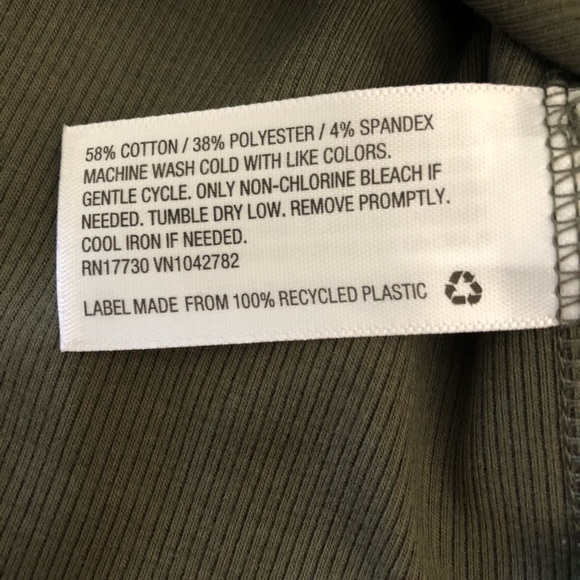 58% COTTON / 38% POLYESTER / 4% SPANDEX
MACHINE WASH COLD WITH LIKE COLORS.
GENTLE CYCLE. ONLY NON-CHLORINE BLEACH IF
NEEDED. TUMBLE DRY LOW. REMOVE PROMPTLY.
COOL IRON IF NEEDED.
RN17730 VN1042782
LABEL MADE FROM 100% RECYCLED PLASTIC